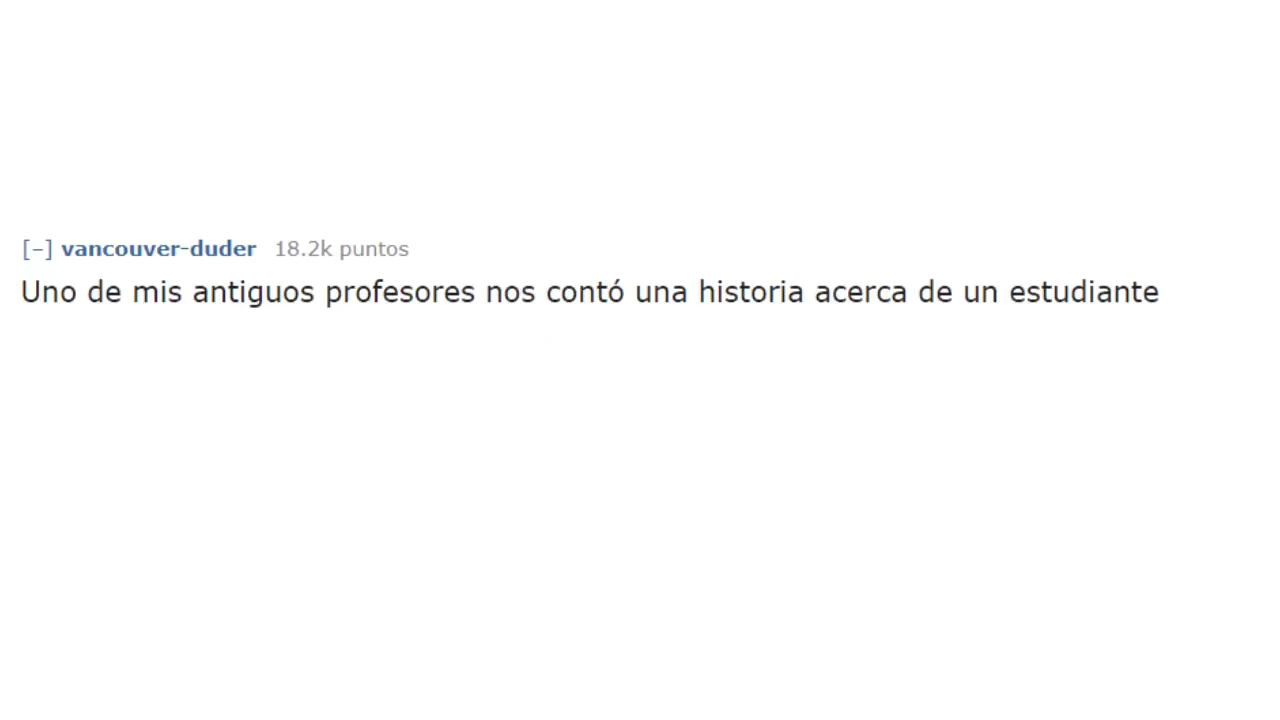 [–] vancouver-duder 18.2k puntos
Uno de mis antiguos profesores nos contó una historia acerca de un estudiante